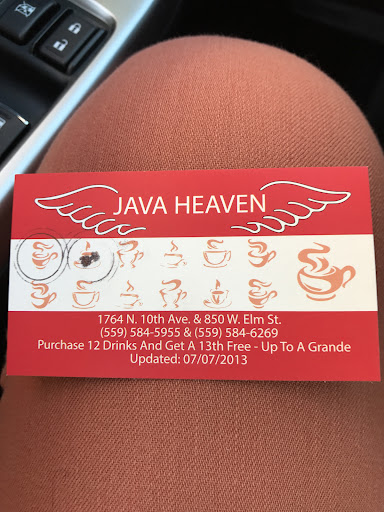 JAVA HEAVEN
1764 N. 10th Ave. & 850 W. Elm St.
(559) 584-5955 & (559) 584-6269
Purchase 12 Drinks And Get A 13th Free - Up To A Grande
Updated: 07/07/2013